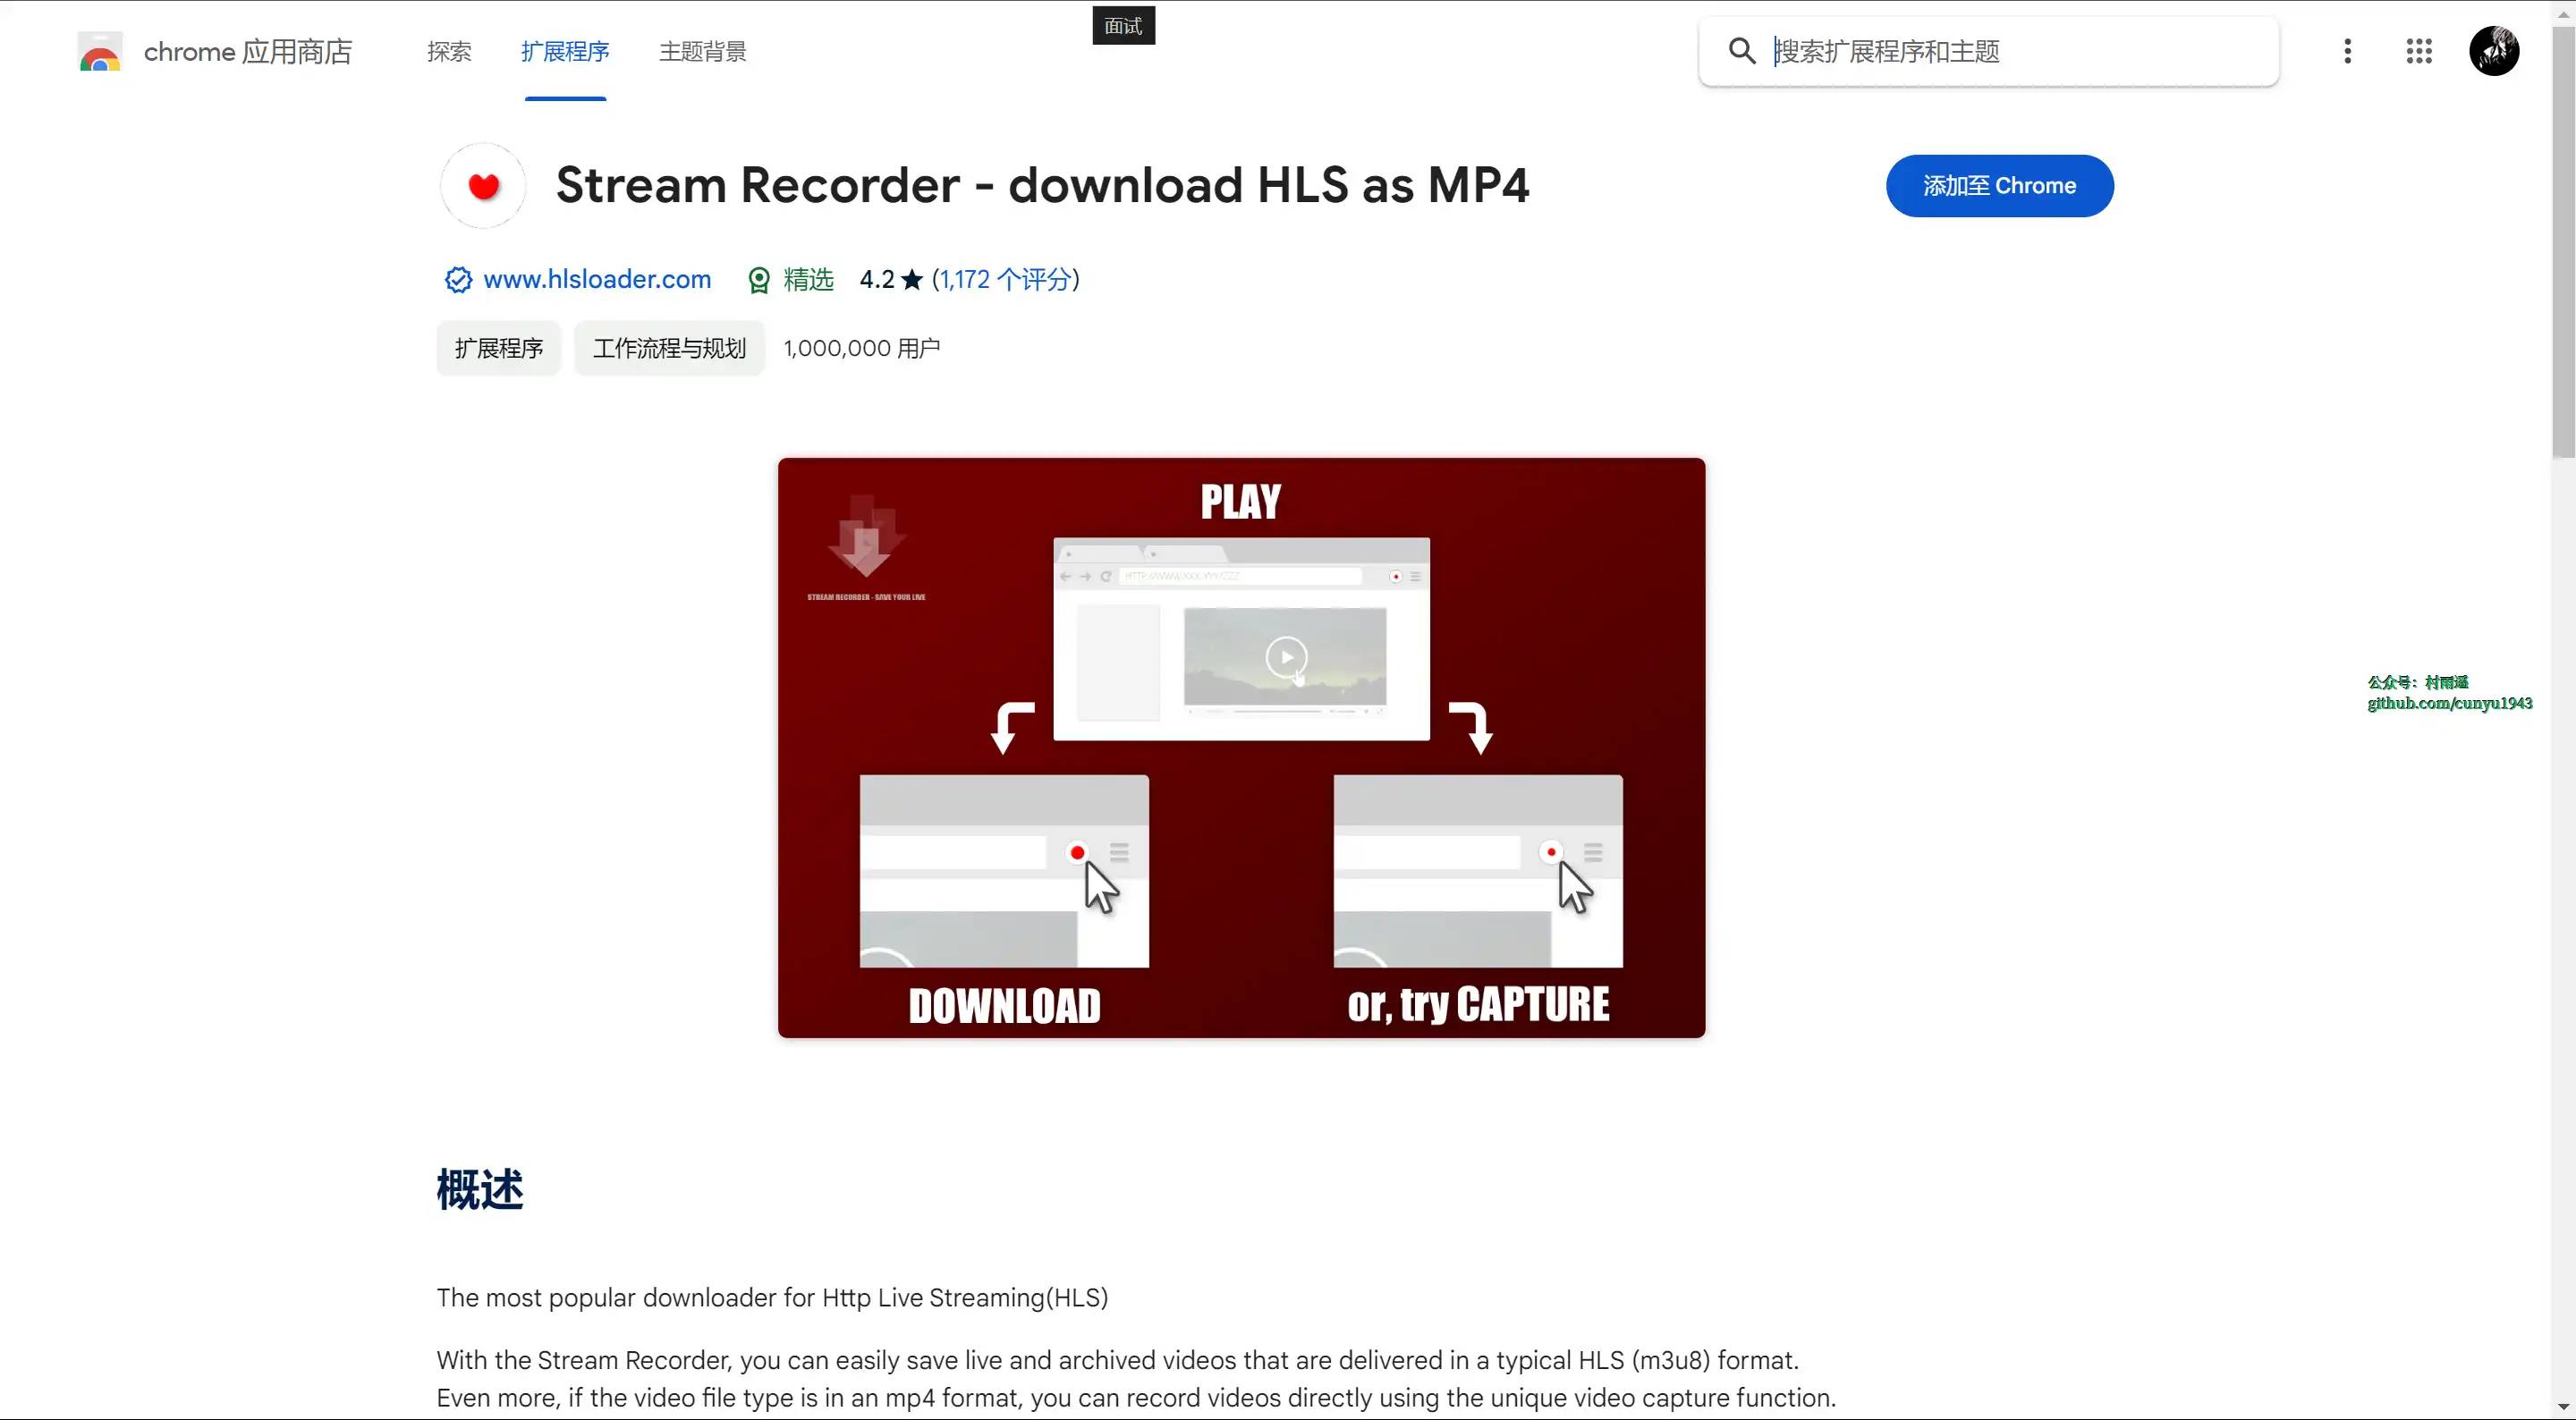 面试
chrome 应用商店
探索
扩展程序
主题背景
搜索扩展程序和主题
Stream Recorder - download HLS as MP4
添加至 Chrome
www.hlsloader.com
精选
4.2 ★ (1,172 个评分)
扩展程序
工作流程与规划
1,000,000 用户
PLAY
STREAM RECORDER - SAVE YOUR LIVE
HTTP://WWW.XXX.YYY/ZZZ
DOWNLOAD
or, try CAPTURE
公众号：村雨遥
github.com/cunyu1943
概述
The most popular downloader for Http Live Streaming(HLS)
With the Stream Recorder, you can easily save live and archived videos that are delivered in a typical HLS (m3u8) format.
Even more, if the video file type is in an mp4 format, you can record videos directly using the unique video capture function.